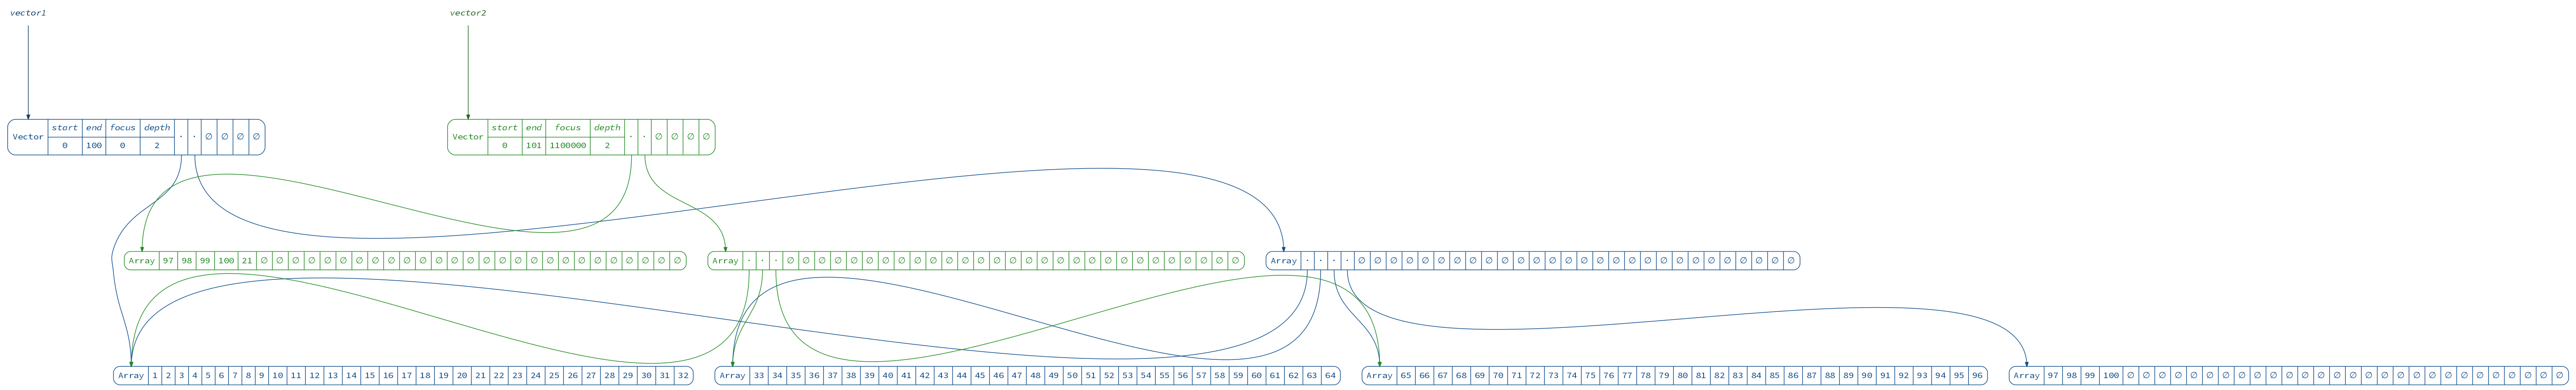 vector1 vector2
Vector start end focus depth · · ∅ ∅ ∅ ∅
0 100 0 2
Vector start end focus depth · · ∅ ∅ ∅ ∅
0 101 1100000 2
Array 97 98 99 100 21 ∅ ∅ ∅ ∅ ∅ ∅ ∅ ∅ ∅ ∅ ∅ ∅ ∅ ∅ ∅ ∅ ∅ ∅ ∅ ∅ ∅ ∅ ∅ ∅ ∅ ∅ ∅
Array · · · ∅ ∅ ∅ ∅ ∅ ∅ ∅ ∅ ∅ ∅ ∅ ∅ ∅ ∅ ∅ ∅ ∅ ∅ ∅ ∅ ∅ ∅ ∅ ∅ ∅ ∅ ∅ ∅ ∅
Array · · · · ∅ ∅ ∅ ∅ ∅ ∅ ∅ ∅ ∅ ∅ ∅ ∅ ∅ ∅ ∅ ∅ ∅ ∅ ∅ ∅ ∅ ∅ ∅ ∅ ∅ ∅ ∅ ∅
Array 1 2 3 4 5 6 7 8 9 10 11 12 13 14 15 16 17 18 19 20 21 22 23 24 25 26 27 28 29 30 31 32
Array 33 34 35 36 37 38 39 40 41 42 43 44 45 46 47 48 49 50 51 52 53 54 55 56 57 58 59 60 61 62 63 64
Array 65 66 67 68 69 70 71 72 73 74 75 76 77 78 79 80 81 82 83 84 85 86 87 88 89 90 91 92 93 94 95 96
Array 97 98 99 100 ∅ ∅ ∅ ∅ ∅ ∅ ∅ ∅ ∅ ∅ ∅ ∅ ∅ ∅ ∅ ∅ ∅ ∅ ∅ ∅ ∅ ∅ ∅ ∅ ∅ ∅ ∅ ∅